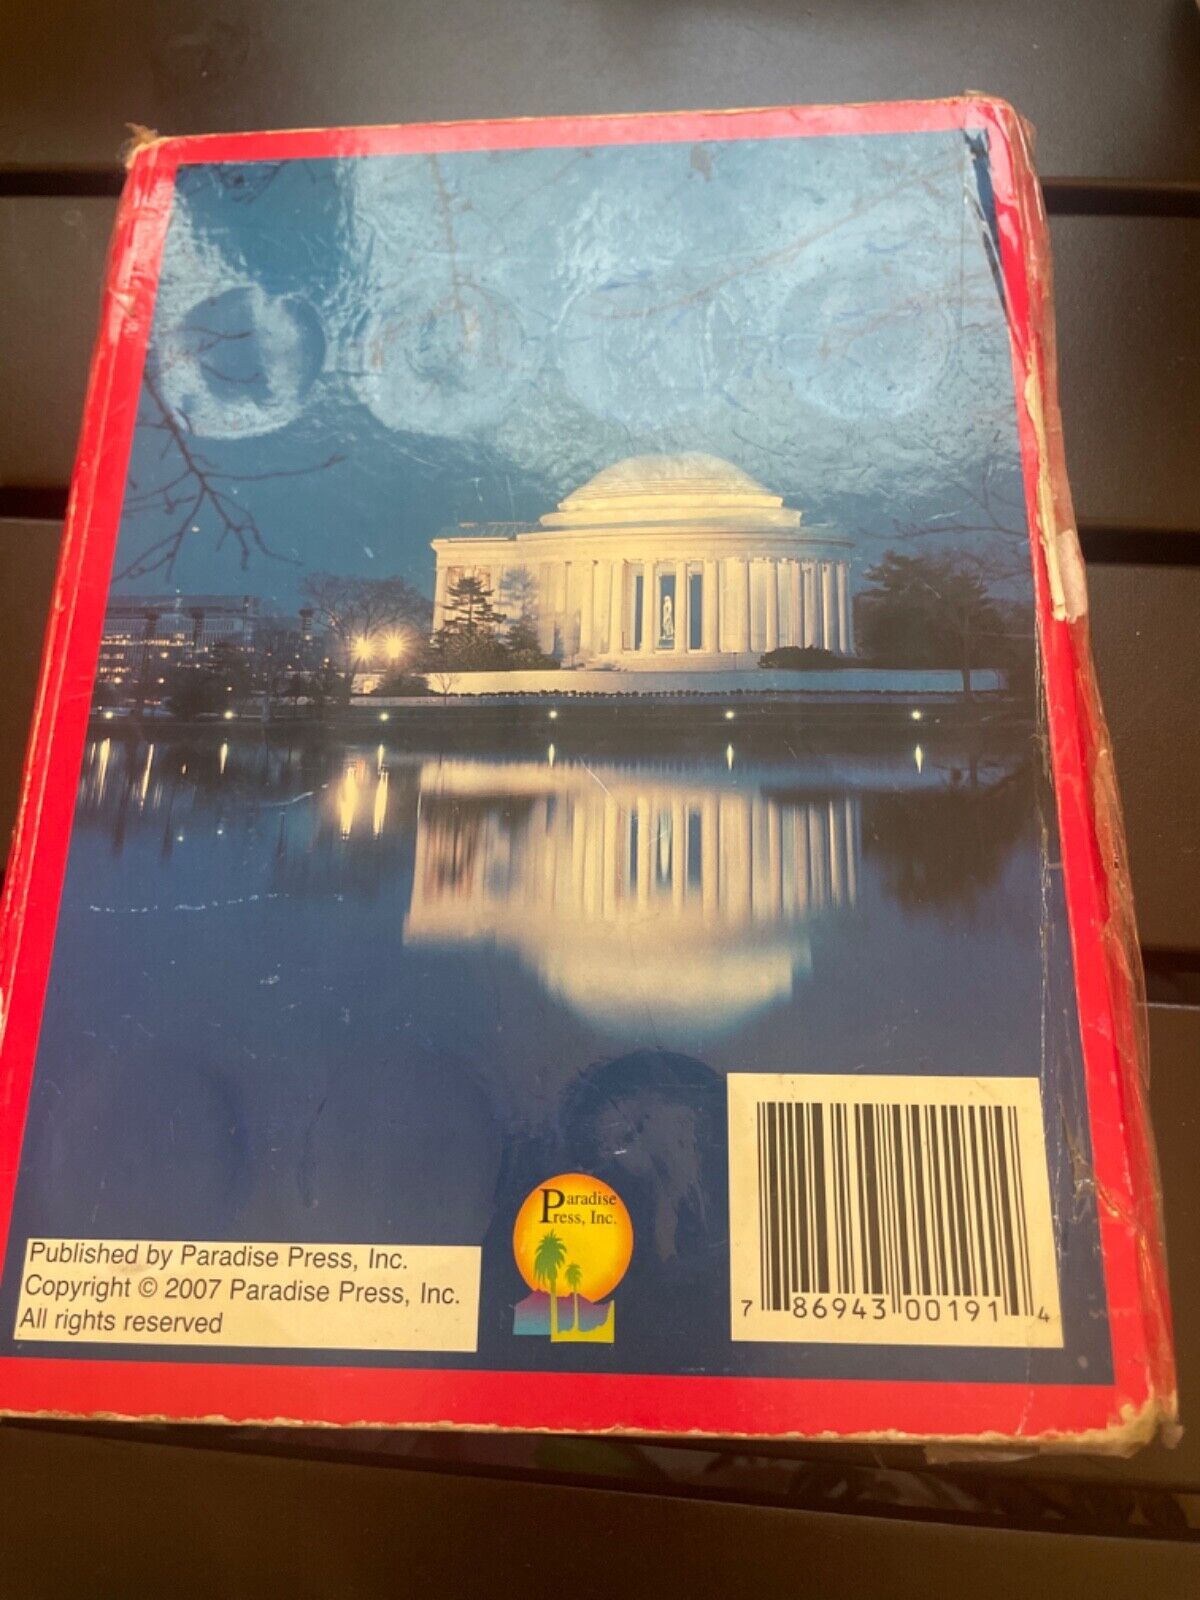 Paradise
Press, Inc.
Published by Paradise Press, Inc.
Copyright © 2007 Paradise Press, Inc.
All rights reserved
7 86943 00191 4